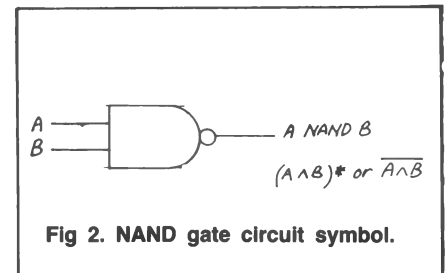 A
B
A NAND B
(A∧B)* or A̅∧̅B̅
Fig 2. NAND gate circuit symbol.